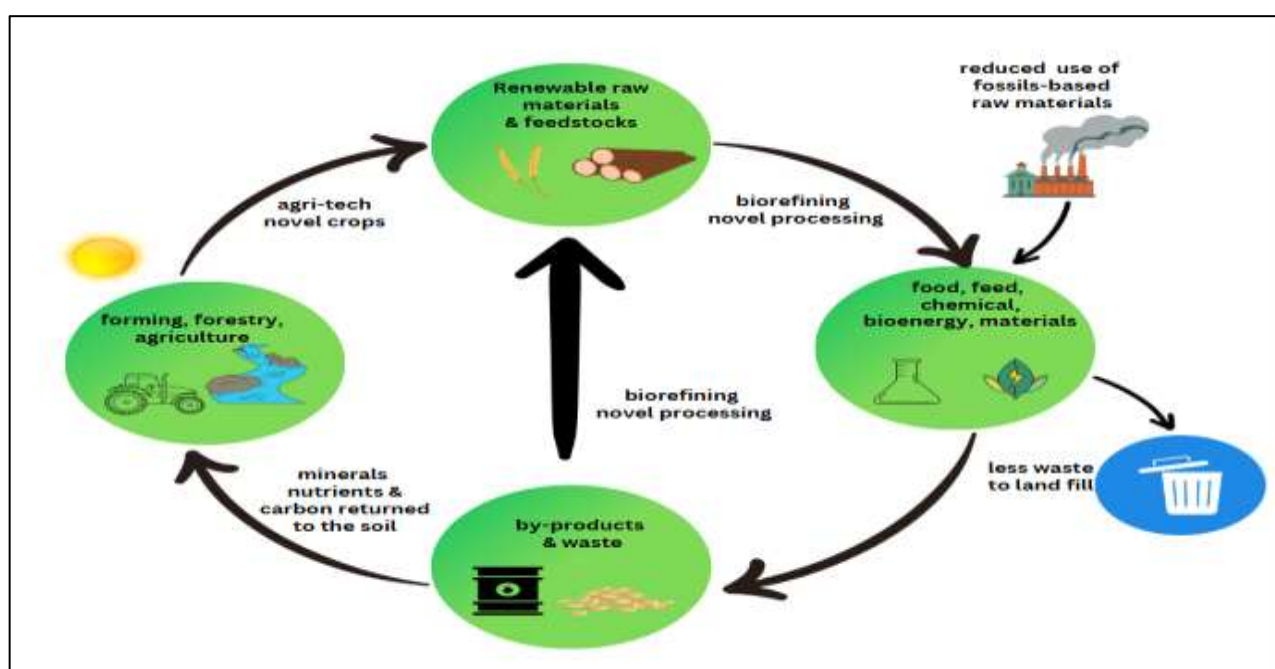 Renewable raw
materials
& feedstocks
reduced use of
fossils-based
raw materials
agri-tech
novel crops
biorefining
novel processing
forming, forestry,
agriculture
food, feed,
chemical,
bioenergy, materials
biorefining
novel processing
minerals
nutrients &
carbon returned
to the soil
less waste
to land fill
by-products
& waste